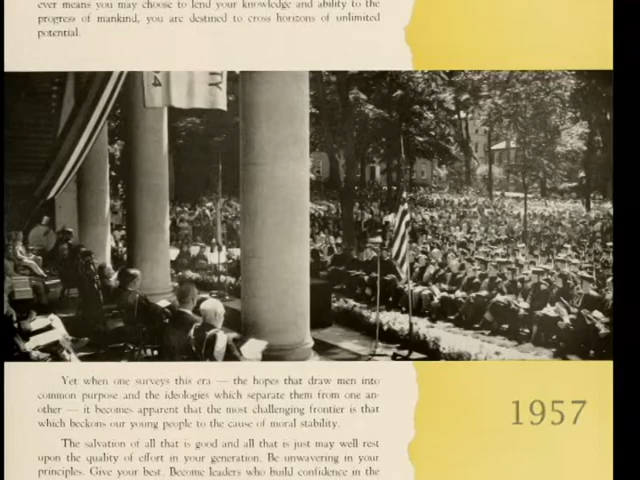 ever means you may choose to lend your knowledge and ability to the
progress of mankind, you are destined to cross horizons of unlimited
potential.
TY
4
Yet when one surveys this era — the hopes that draw men into
common purpose and the ideologies which separate them from one an-
other — it becomes apparent that the most challenging frontier is that
which beckons our young people to the cause of moral stability.
1957
The salvation of all that is good and all that is just may well rest
upon the quality of effort in your generation. Be unwavering in your
principles. Give your best. Become leaders who build confidence in the